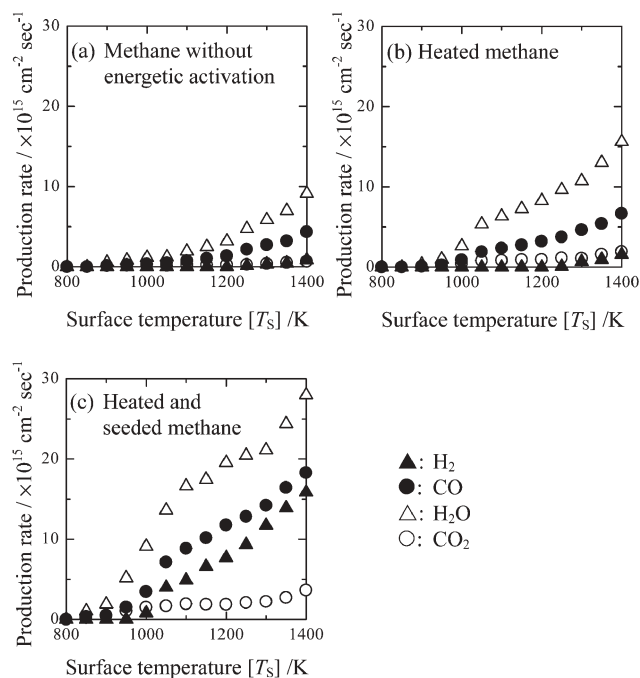 (a) Methane without
energetic activation
Production rate / ×10¹⁵ cm⁻² sec⁻¹
30
20
10
0
800 1000 1200 1400
Surface temperature [T_S] /K
(b) Heated methane
Production rate / ×10¹⁵ cm⁻² sec⁻¹
30
20
10
0
800 1000 1200 1400
Surface temperature [T_S] /K
(c) Heated and
seeded methane
Production rate / ×10¹⁵ cm⁻² sec⁻¹
30
20
10
0
800 1000 1200 1400
Surface temperature [T_S] /K
▲: H₂
●: CO
△: H₂O
○: CO₂